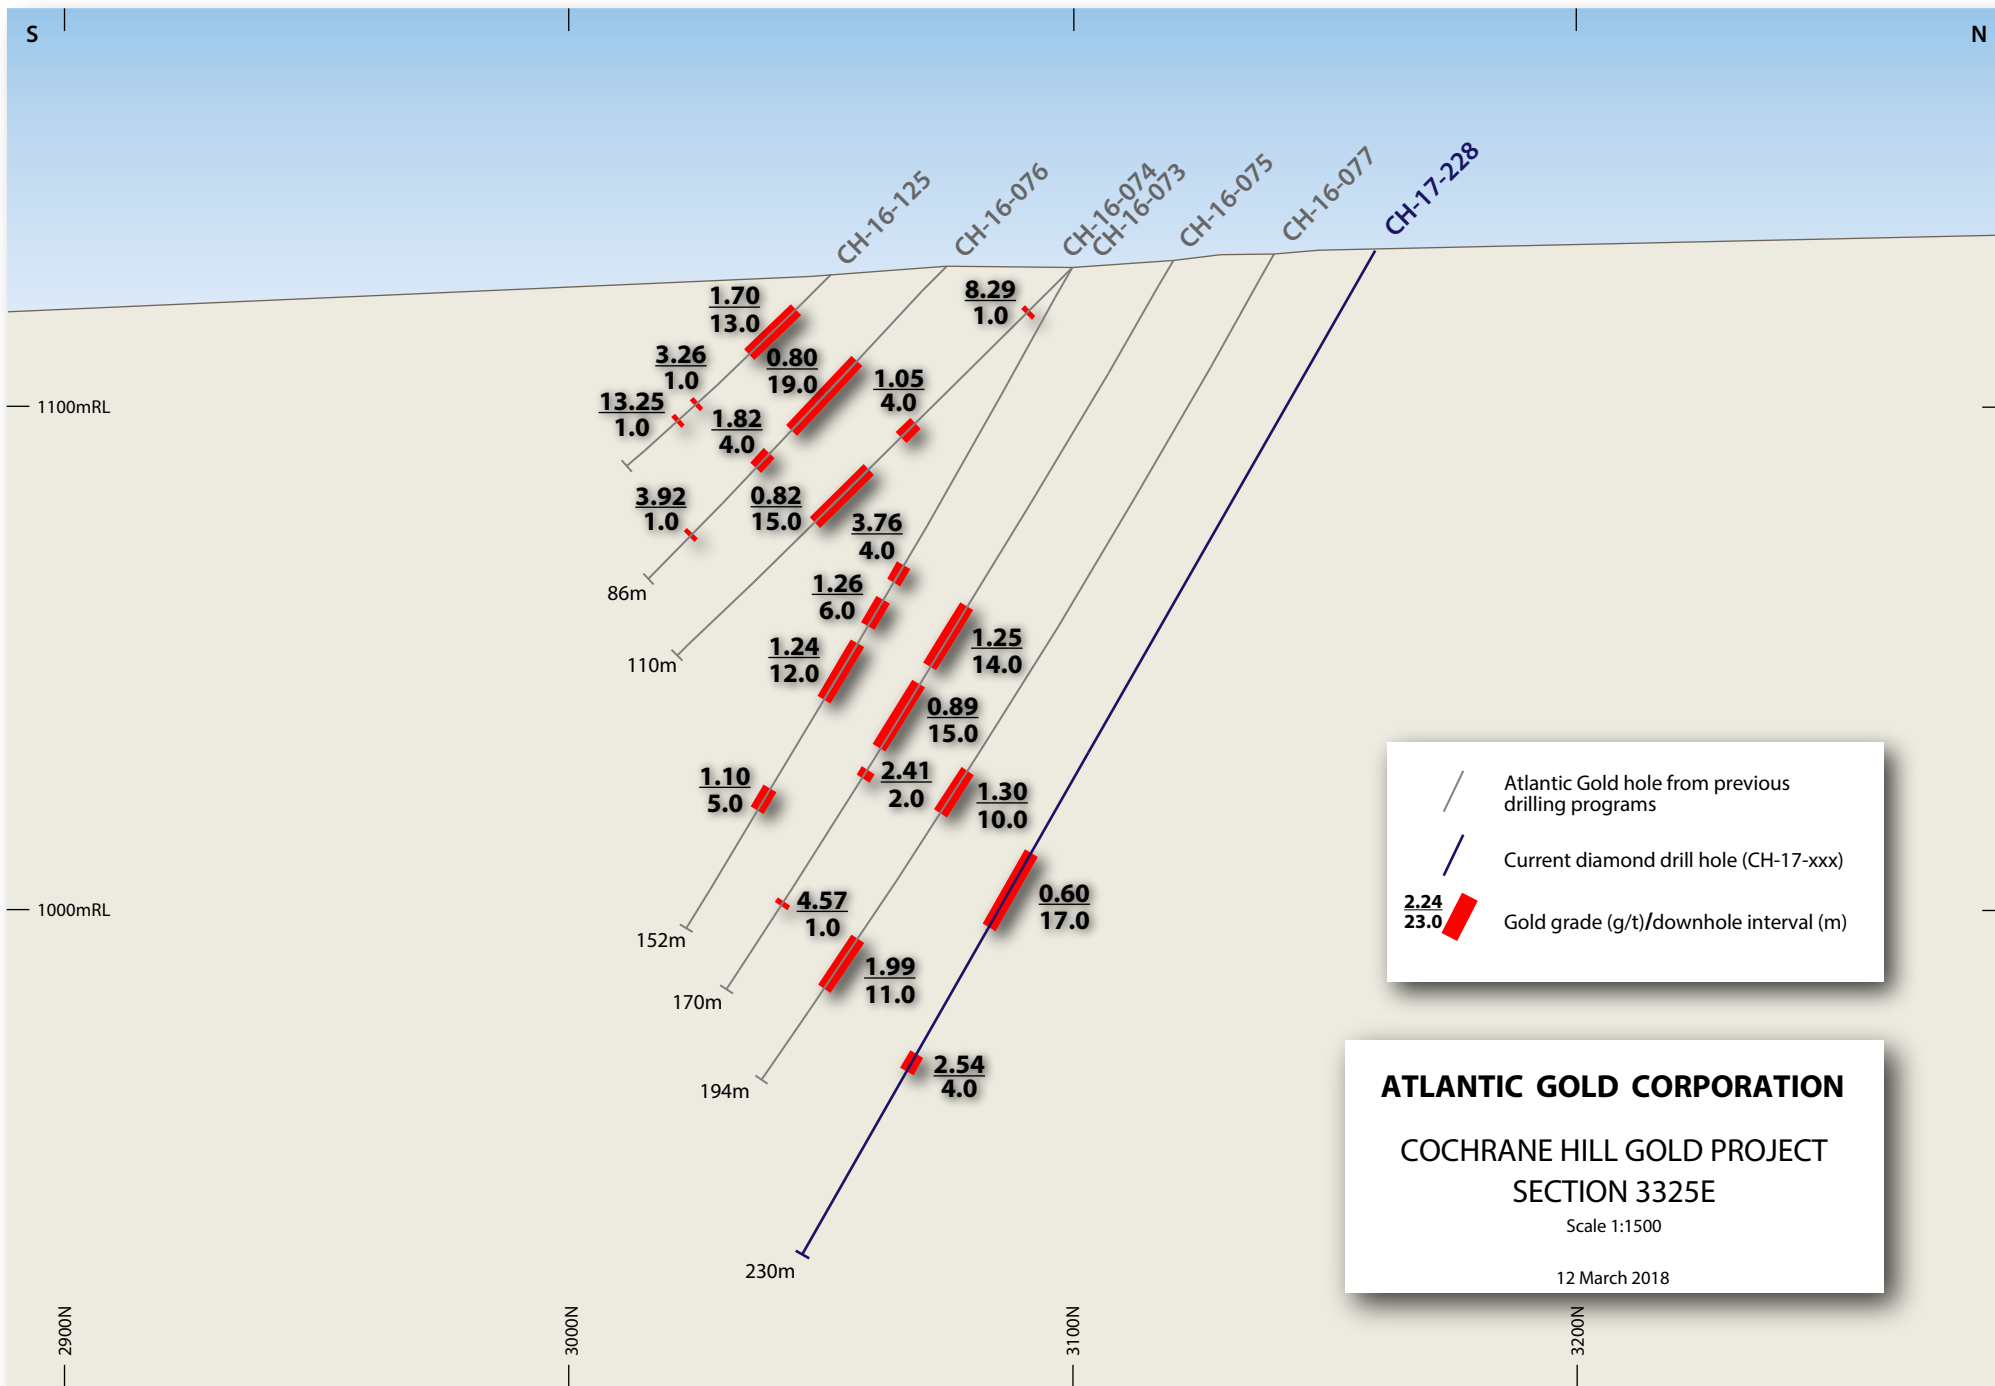 S
N
CH-16-125
CH-16-076
CH-16-074
CH-16-073
CH-16-075
CH-16-077
CH-17-228
1.70
13.0
8.29
1.0
3.26
1.0
0.80
19.0
1.05
4.0
13.25
1.0
1100mRL
1.82
4.0
3.92
1.0
0.82
15.0
3.76
4.0
86m
1.26
6.0
110m
1.24
12.0
1.25
14.0
0.89
15.0
1.10
5.0
2.41
2.0
1.30
10.0
1000mRL
4.57
1.0
0.60
17.0
152m
1.99
11.0
170m
194m
2.54
4.0
230m
Atlantic Gold hole from previous
drilling programs
Current diamond drill hole (CH-17-xxx)
2.24
23.0
Gold grade (g/t)/downhole interval (m)
ATLANTIC GOLD CORPORATION
COCHRANE HILL GOLD PROJECT
SECTION 3325E
Scale 1:1500
12 March 2018
2900N
3000N
3100N
3200N